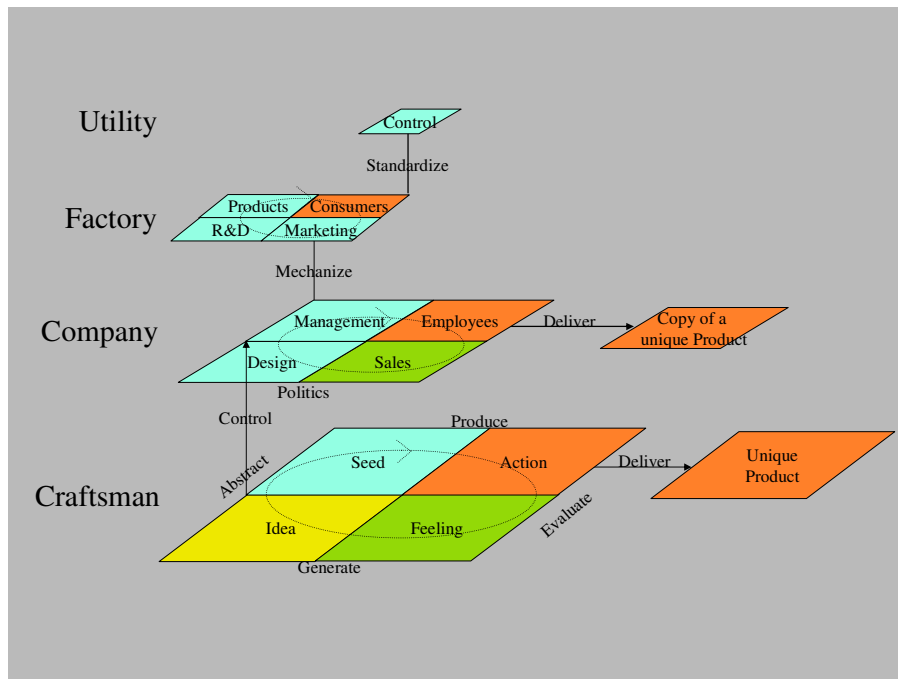 Utility
Control
Standardize
Factory
Products
Consumers
R&D
Marketing
Mechanize
Company
Management
Employees
Deliver
Copy of a
unique Product
Design
Sales
Politics
Control
Produce
Craftsman
Abstract
Seed
Action
Deliver
Unique
Product
Idea
Feeling
Evaluate
Generate